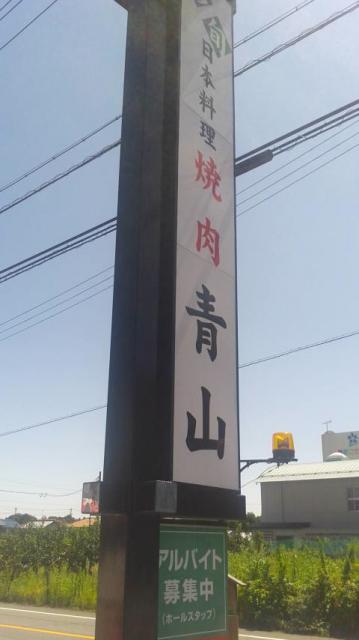 旬
日本料理
焼肉
青山
アルバイト
募集中
(ホールスタッフ)